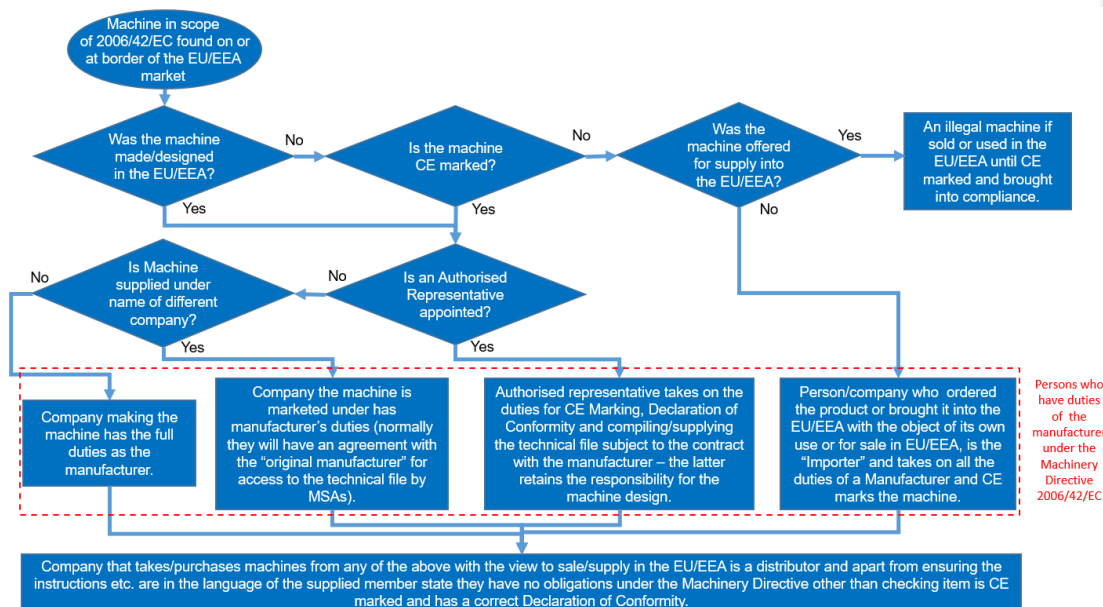 Machine in scope
of 2006/42/EC found on or
at border of the EU/EEA
market
Was the machine
made/designed
in the EU/EEA?
No
Is the machine
CE marked?
No
Was the
machine offered
for supply into
the EU/EEA?
Yes
An illegal machine if
sold or used in the
EU/EEA until CE
marked and brought
into compliance.
Yes
Yes
No
No
Is Machine
supplied under
name of different
company?
No
Is an Authorised
Representative
appointed?
Yes
Yes
Company making the
machine has the full
duties as the
manufacturer.
Company the machine is
marketed under has
manufacturer's duties (normally
they will have an agreement with
the “original manufacturer” for
access to the technical file by
MSAs).
Authorised representative takes on the
duties for CE Marking, Declaration of
Conformity and compiling/supplying
the technical file subject to the contract
with the manufacturer – the latter
retains the responsibility for the
machine design.
Person/company who ordered
the product or brought it into the
EU/EEA with the object of its own
use or for sale in EU/EEA, is the
“Importer” and takes on all the
duties of a Manufacturer and CE
marks the machine.
Persons who
have duties
of the
manufacturer
under the
Machinery
Directive
2006/42/EC
Company that takes/purchases machines from any of the above with the view to sale/supply in the EU/EEA is a distributor and apart from ensuring the
instructions etc. are in the language of the supplied member state they have no obligations under the Machinery Directive other than checking item is CE
marked and has a correct Declaration of Conformity.